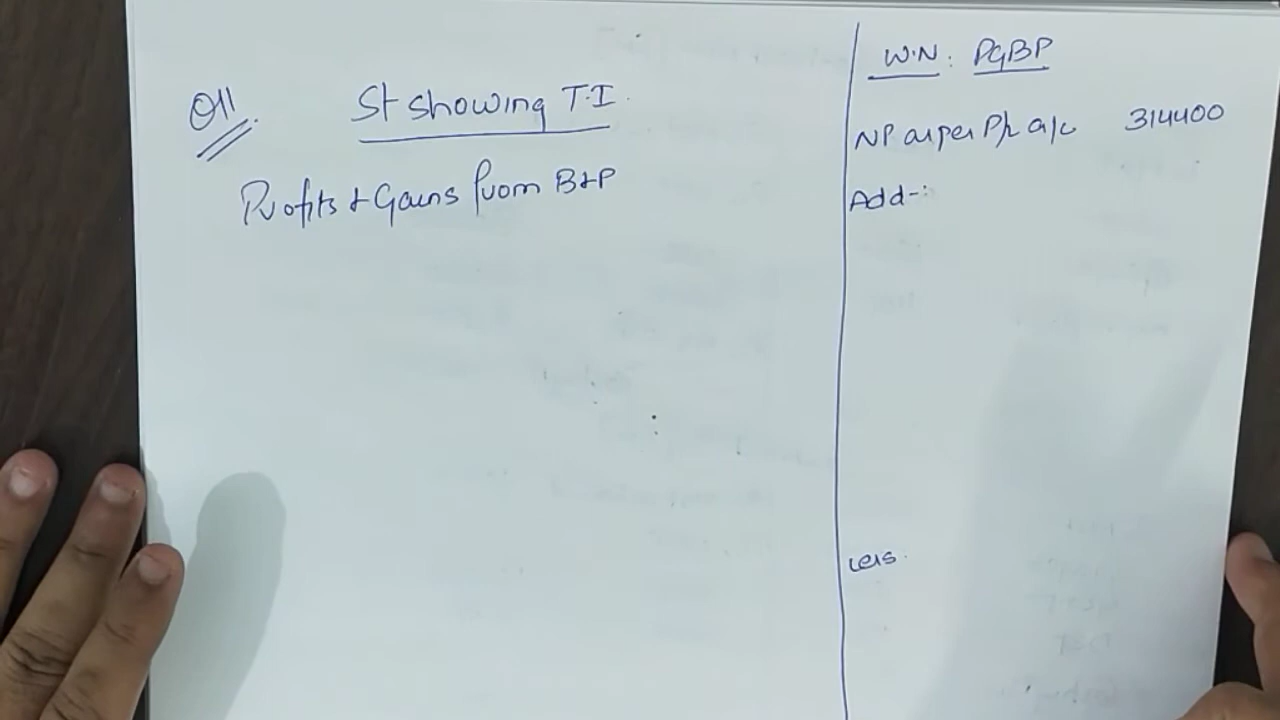 Q11.
St showing T.I.
Profits & Gains from B&P
W.N: PGBP
NP as per P/L a/c 314400
Add-:
Less.